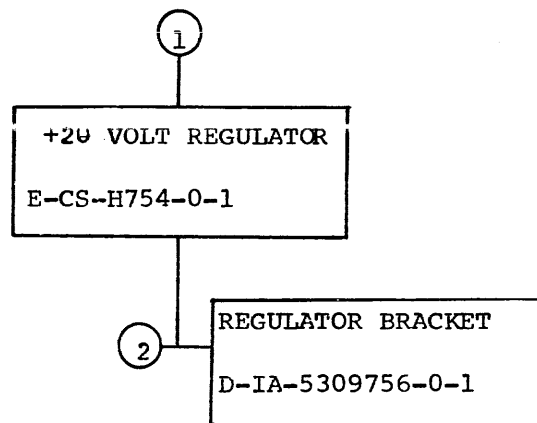 1
+20 VOLT REGULATOR
E-CS-H754-0-1
2
REGULATOR BRACKET
D-IA-5309756-0-1